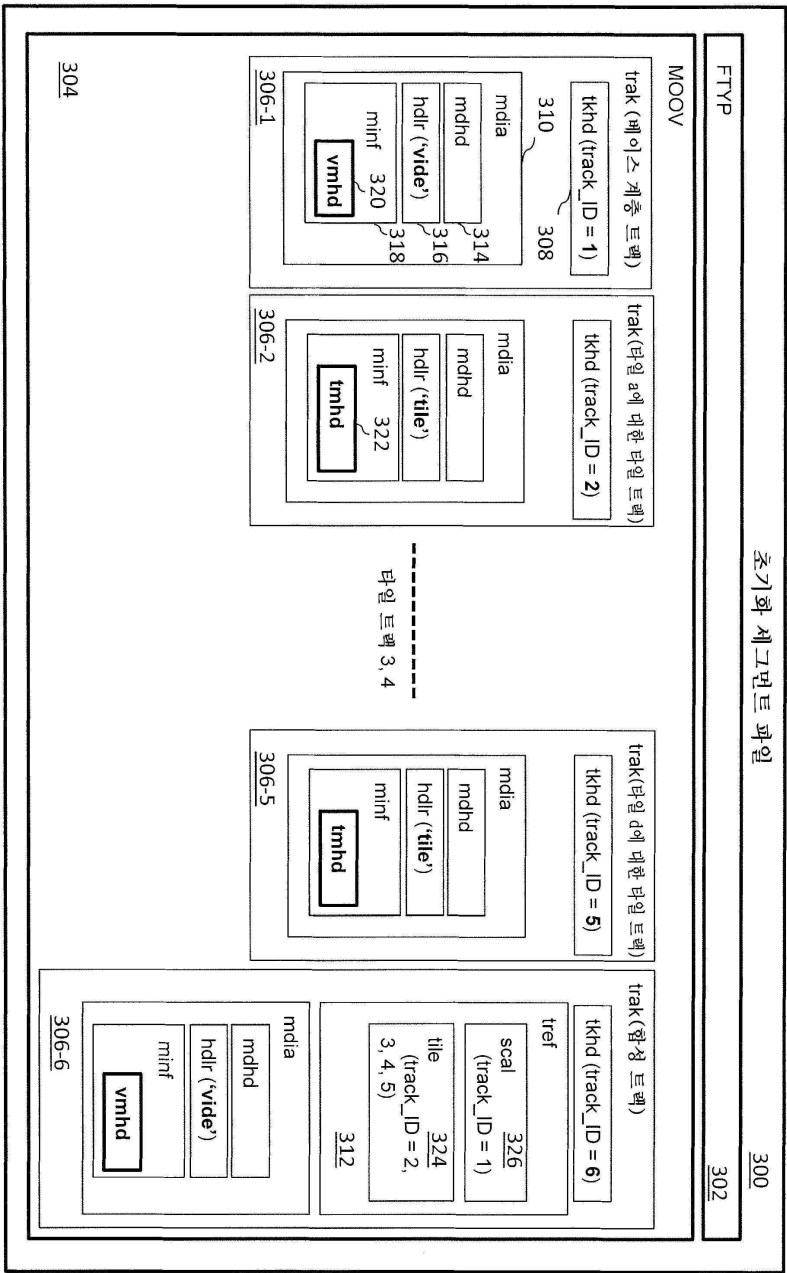 초기화 세그먼트 파일
300
FTYP
302
MOOV
304
trak (베이스 계층 트랙)
tkhd (track_ID = 1)
308
310
mdia
mdhd
314
hdlr ('vide')
316
minf
318
320
vmhd
306-1
trak(타일 a에 대한 타일 트랙)
tkhd (track_ID = 2)
mdia
mdhd
hdlr ('tile')
minf
322
tmhd
306-2
타일 트랙 3, 4
trak(타일 d에 대한 타일 트랙)
tkhd (track_ID = 5)
mdia
mdhd
hdlr ('tile')
minf
tmhd
306-5
trak(합성 트랙)
tkhd (track_ID = 6)
tref
scal
326
(track_ID = 1)
tile
324
(track_ID = 2,
3, 4, 5)
312
mdia
mdhd
hdlr ('vide')
minf
vmhd
306-6